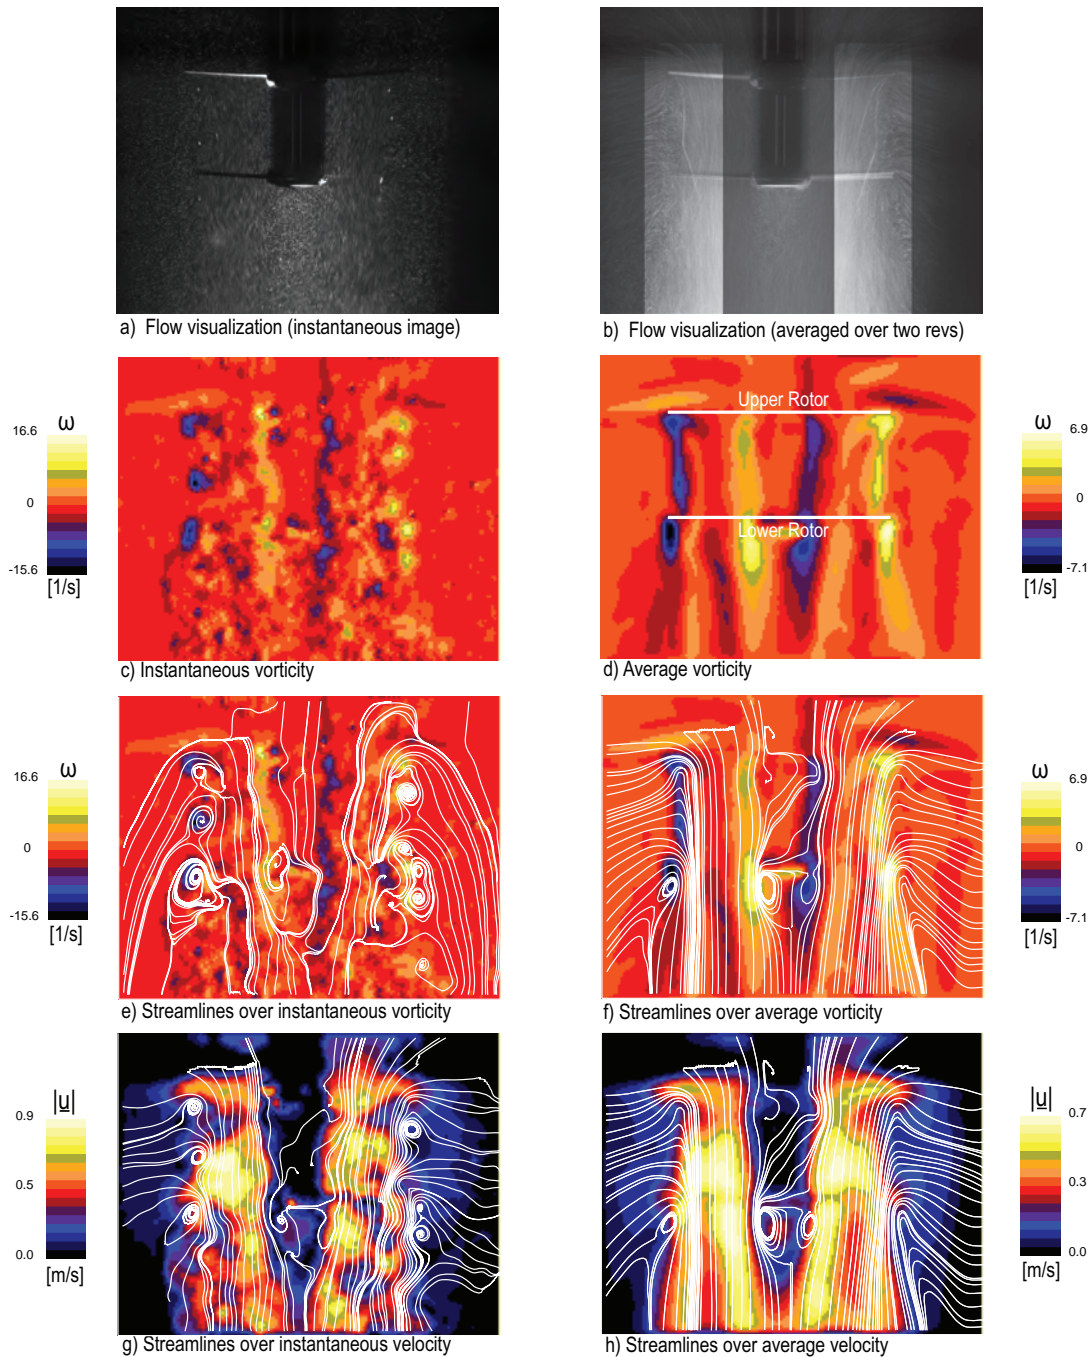 a) Flow visualization (instantaneous image)
b) Flow visualization (averaged over two revs)
ω
16.6
0
-15.6
[1/s]
Upper Rotor
Lower Rotor
ω
6.9
0
-7.1
[1/s]
c) Instantaneous vorticity
d) Average vorticity
ω
16.6
0
-15.6
[1/s]
ω
6.9
0
-7.1
[1/s]
e) Streamlines over instantaneous vorticity
f) Streamlines over average vorticity
|u|
0.9
0.5
0.0
[m/s]
|u|
0.7
0.3
0.0
[m/s]
g) Streamlines over instantaneous velocity
h) Streamlines over average velocity